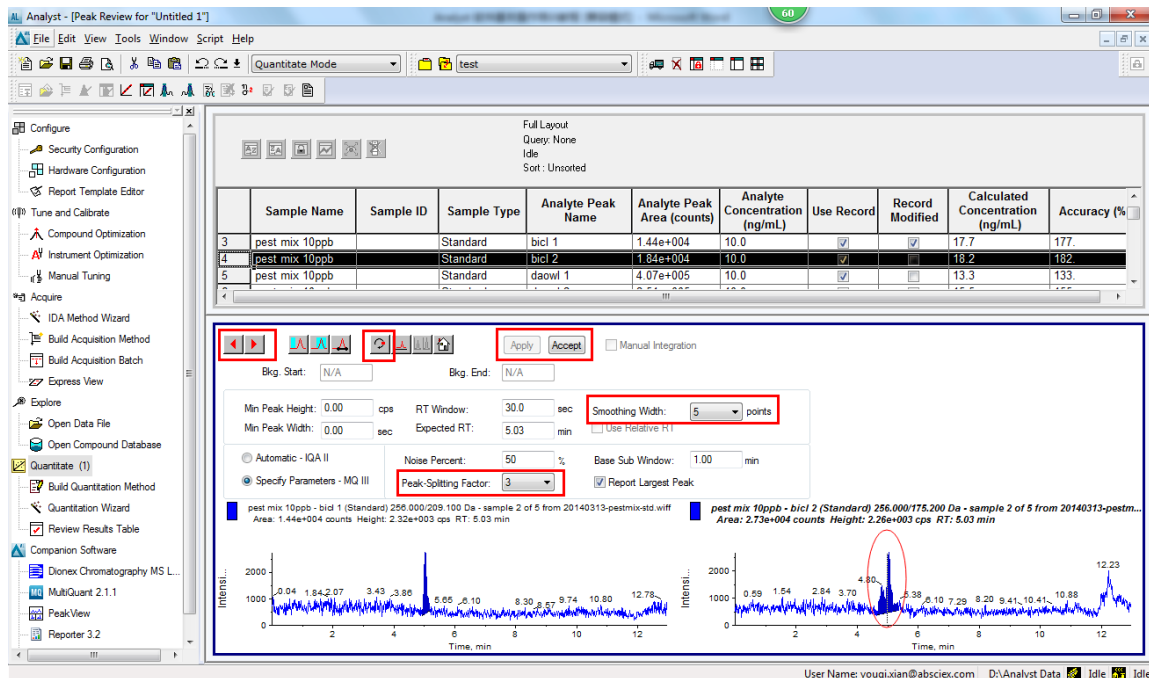 Analyst - [Peak Review for "Untitled 1"]
60
File Edit View Tools Window Script Help
Quantitate Mode
test
Configure
Security Configuration
Hardware Configuration
Report Template Editor
Tune and Calibrate
Compound Optimization
Instrument Optimization
Manual Tuning
Acquire
IDA Method Wizard
Build Acquisition Method
Build Acquisition Batch
Express View
Explore
Open Data File
Open Compound Database
Quantitate (1)
Build Quantitation Method
Quantitation Wizard
Review Results Table
Companion Software
Dionex Chromatography MS L...
MultiQuant 2.1.1
PeakView
Reporter 3.2
Full Layout
Query: None
Idle
Sort : Unsorted
Sample Name Sample ID Sample Type Analyte Peak Name Analyte Peak Area (counts) Analyte Concentration (ng/mL) Use Record Record Modified Calculated Concentration (ng/mL) Accuracy (%
3 pest mix 10ppb Standard bicl 1 1.44e+004 10.0 17.7 177.
4 pest mix 10ppb Standard bicl 2 1.84e+004 10.0 18.2 182.
5 pest mix 10ppb Standard daowl 1 4.07e+005 10.0 13.3 133.
Apply Accept Manual Integration
Bkg. Start: N/A Bkg. End: N/A
Min Peak Height: 0.00 cps RT Window: 30.0 sec Smoothing Width: 5 points
Min Peak Width: 0.00 sec Expected RT: 5.03 min Use Relative RT
Automatic - IQA II Noise Percent: 50 % Base Sub Window: 1.00 min
Specify Parameters - MQ III Peak-Splitting Factor: 3 Report Largest Peak
pest mix 10ppb - bicl 1 (Standard) 256.000/209.100 Da - sample 2 of 5 from 20140313-pestmix-std.wiff
Area: 1.44e+004 counts Height: 2.32e+003 cps RT: 5.03 min
Intensi...
2000
1000
0
0.04 1.84 2.07 3.43 3.86 5.65 6.10 8.30 8.57 9.74 10.80 12.78
2 4 6 8 10 12
Time, min
pest mix 10ppb - bicl 2 (Standard) 256.000/175.200 Da - sample 2 of 5 from 20140313-pestm...
Area: 2.73e+004 counts Height: 2.26e+003 cps RT: 5.03 min
Intensi...
2000
1000
0
0.59 1.54 2.84 3.70 4.80 5.38 6.10 7.29 8.20 9.41 10.41 10.88 12.23
2 4 6 8 10 12
Time, min
User Name: youqi.xian@absciex.com D:\Analyst Data Idle Idle